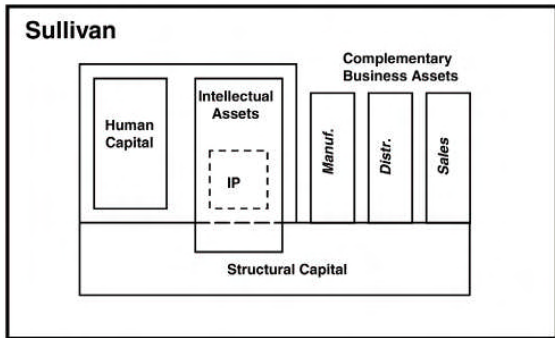 Sullivan
Complementary
Business Assets
Human
Capital
Intellectual
Assets
IP
Manuf.
Distr.
Sales
Structural Capital